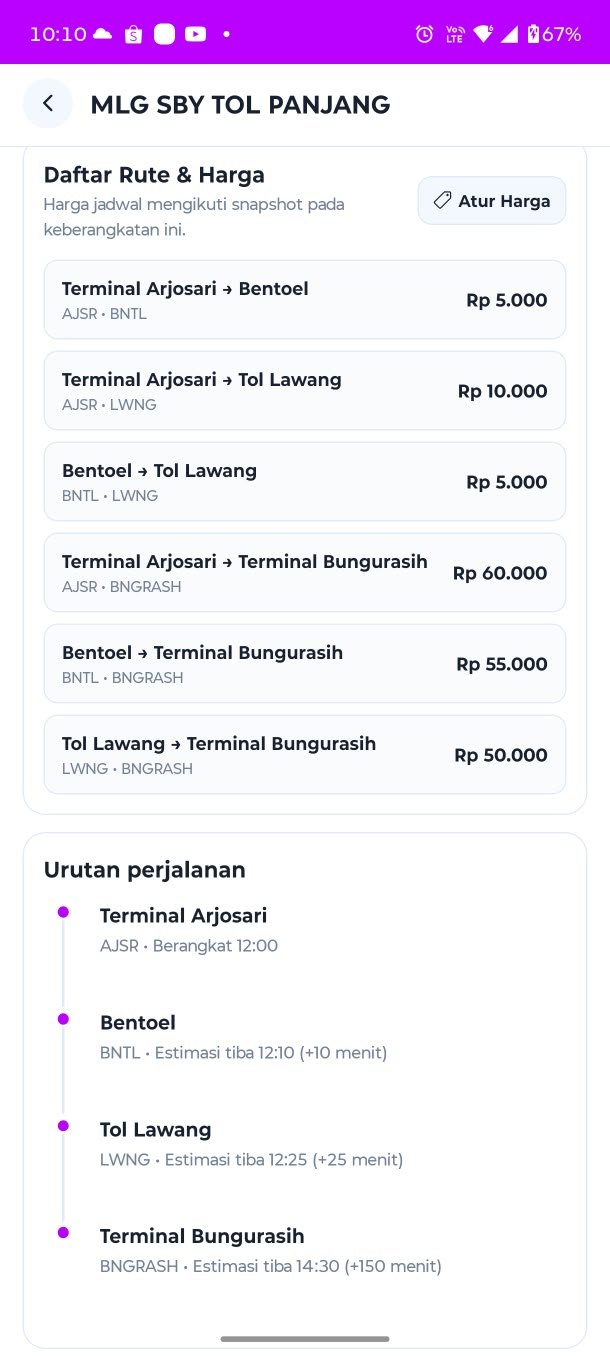 10:10
VoLTE
6
67%
MLG SBY TOL PANJANG
Daftar Rute & Harga
Harga jadwal mengikuti snapshot pada
keberangkatan ini.
Atur Harga
Terminal Arjosari → Bentoel
AJSR • BNTL
Rp 5.000
Terminal Arjosari → Tol Lawang
AJSR • LWNG
Rp 10.000
Bentoel → Tol Lawang
BNTL • LWNG
Rp 5.000
Terminal Arjosari → Terminal Bungurasih
AJSR • BNGRASH
Rp 60.000
Bentoel → Terminal Bungurasih
BNTL • BNGRASH
Rp 55.000
Tol Lawang → Terminal Bungurasih
LWNG • BNGRASH
Rp 50.000
Urutan perjalanan
Terminal Arjosari
AJSR • Berangkat 12:00
Bentoel
BNTL • Estimasi tiba 12:10 (+10 menit)
Tol Lawang
LWNG • Estimasi tiba 12:25 (+25 menit)
Terminal Bungurasih
BNGRASH • Estimasi tiba 14:30 (+150 menit)